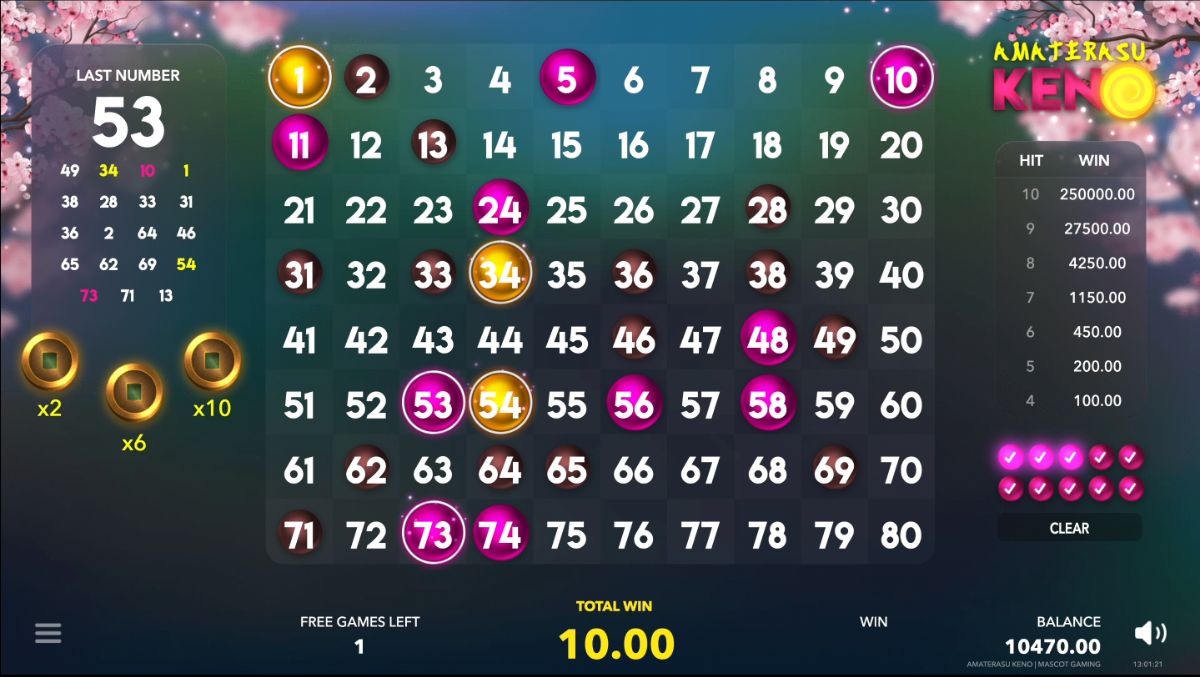 AMATERASU
KENO
LAST NUMBER
53
49 34 10 1
38 28 33 31
36 2 64 46
65 62 69 54
73 71 13
x2
x6
x10
1 2 3 4 5 6 7 8 9 10
11 12 13 14 15 16 17 18 19 20
21 22 23 24 25 26 27 28 29 30
31 32 33 34 35 36 37 38 39 40
41 42 43 44 45 46 47 48 49 50
51 52 53 54 55 56 57 58 59 60
61 62 63 64 65 66 67 68 69 70
71 72 73 74 75 76 77 78 79 80
HIT WIN
10 250000.00
9 27500.00
8 4250.00
7 1150.00
6 450.00
5 200.00
4 100.00
CLEAR
FREE GAMES LEFT
1
TOTAL WIN
10.00
WIN
BALANCE
10470.00
AMATERASU KENO | MASCOT GAMING
13:01:21